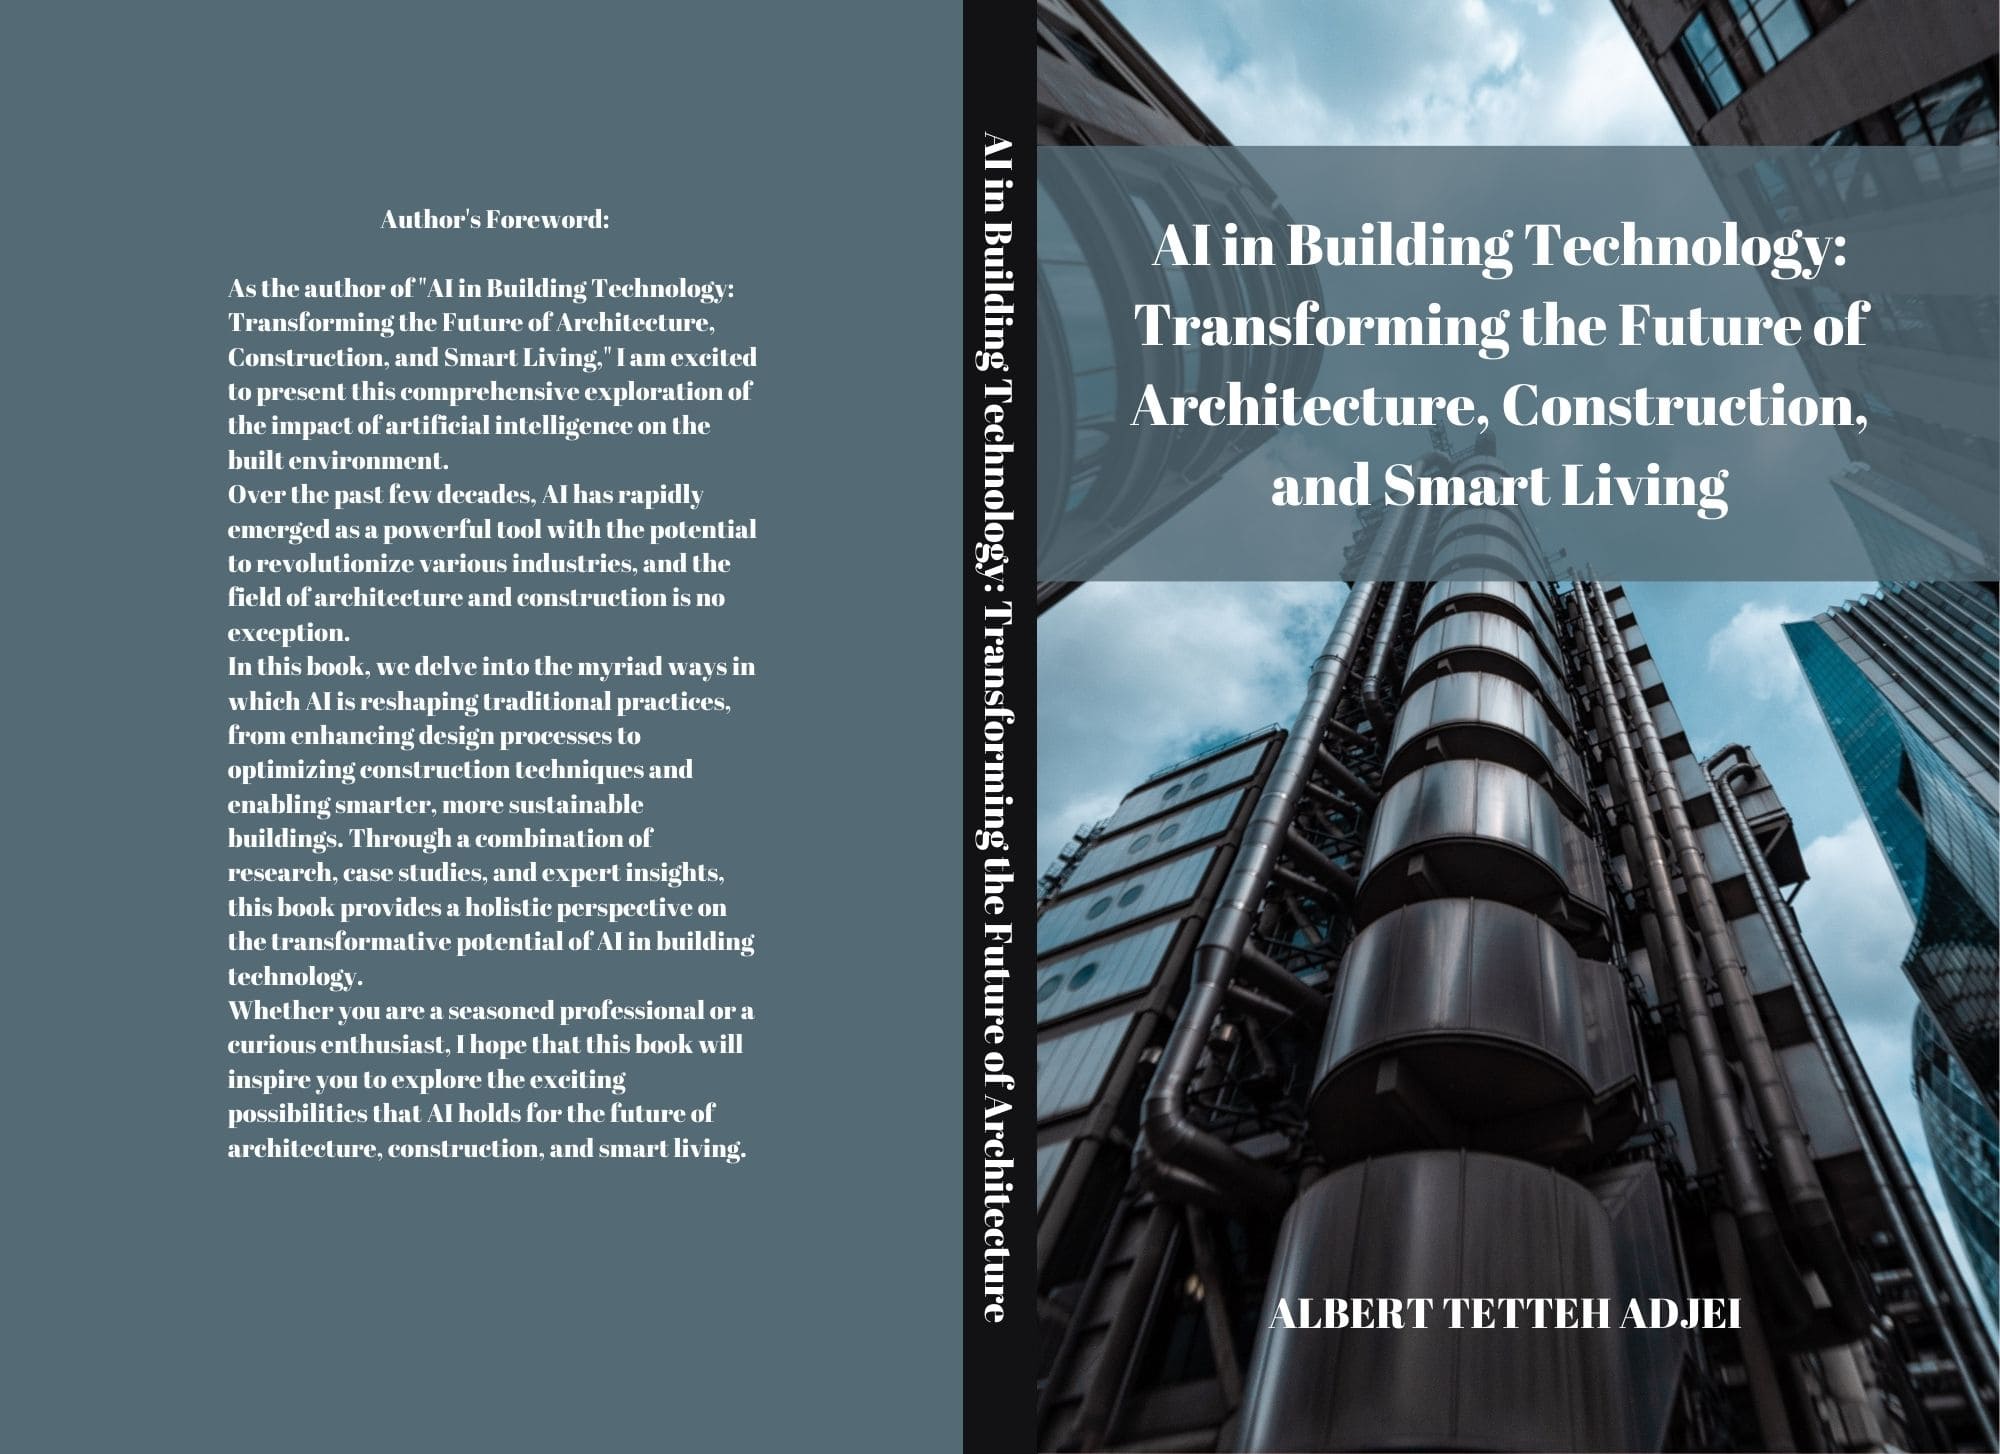 Author's Foreword:
As the author of "AI in Building Technology:
Transforming the Future of Architecture,
Construction, and Smart Living," I am excited
to present this comprehensive exploration of
the impact of artificial intelligence on the
built environment.
Over the past few decades, AI has rapidly
emerged as a powerful tool with the potential
to revolutionize various industries, and the
field of architecture and construction is no
exception.
In this book, we delve into the myriad ways in
which AI is reshaping traditional practices,
from enhancing design processes to
optimizing construction techniques and
enabling smarter, more sustainable
buildings. Through a combination of
research, case studies, and expert insights,
this book provides a holistic perspective on
the transformative potential of AI in building
technology.
Whether you are a seasoned professional or a
curious enthusiast, I hope that this book will
inspire you to explore the exciting
possibilities that AI holds for the future of
architecture, construction, and smart living.
AI in Building Technology: Transforming the Future of Architecture
AI in Building Technology:
Transforming the Future of
Architecture, Construction,
and Smart Living
ALBERT TETTEH ADJEI